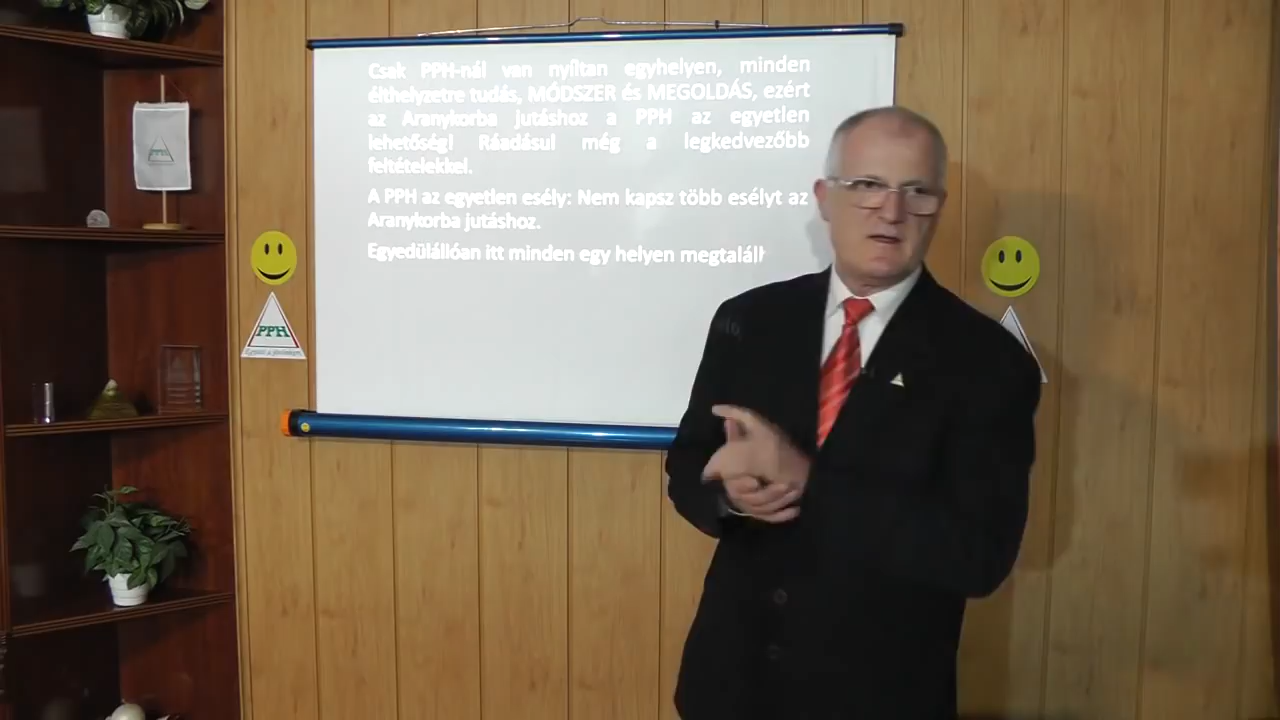 Csak PPH-nál van nyíltan egyhelyen, minden
élthelyzetre tudás, MÓDSZER és MEGOLDÁS, ezért
az Aranykorba jutáshoz a PPH az egyetlen
lehetőség! Ráadásul még a legkedvezőbb
feltételekkel.
A PPH az egyetlen esély: Nem kapsz több esélyt az
Aranykorba jutáshoz.
Egyedülállóan itt minden egy helyen megtaláll
PPH
PPH